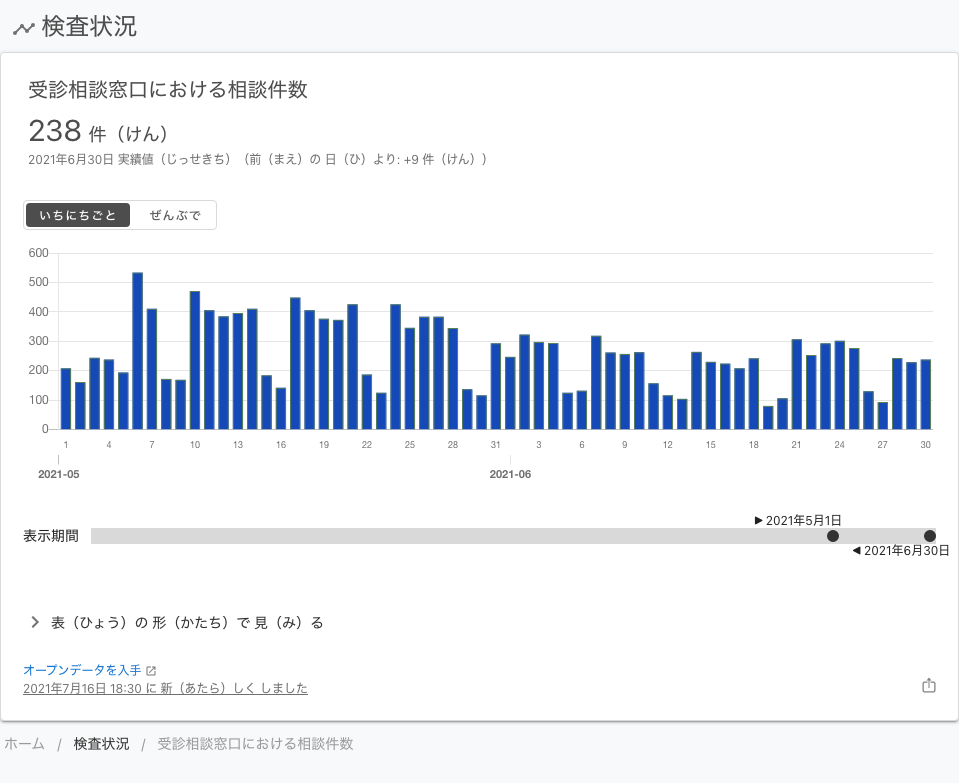 検査状況
受診相談窓口における相談件数
238 件（けん）
2021年6月30日 実績値（じっせきち）（前（まえ）の 日（ひ）より: +9 件（けん））
いちにちごと ぜんぶで
600
500
400
300
200
100
0
1 4 7 10 13 16 19 22 25 28 31 3 6 9 12 15 18 21 24 27 30
2021-05 2021-06
▶ 2021年5月1日
表示期間
◀ 2021年6月30日
表（ひょう）の 形（かたち）で 見（み）る
オープンデータを入手
2021年7月16日 18:30 に 新（あたら）しく しました
ホーム / 検査状況 / 受診相談窓口における相談件数